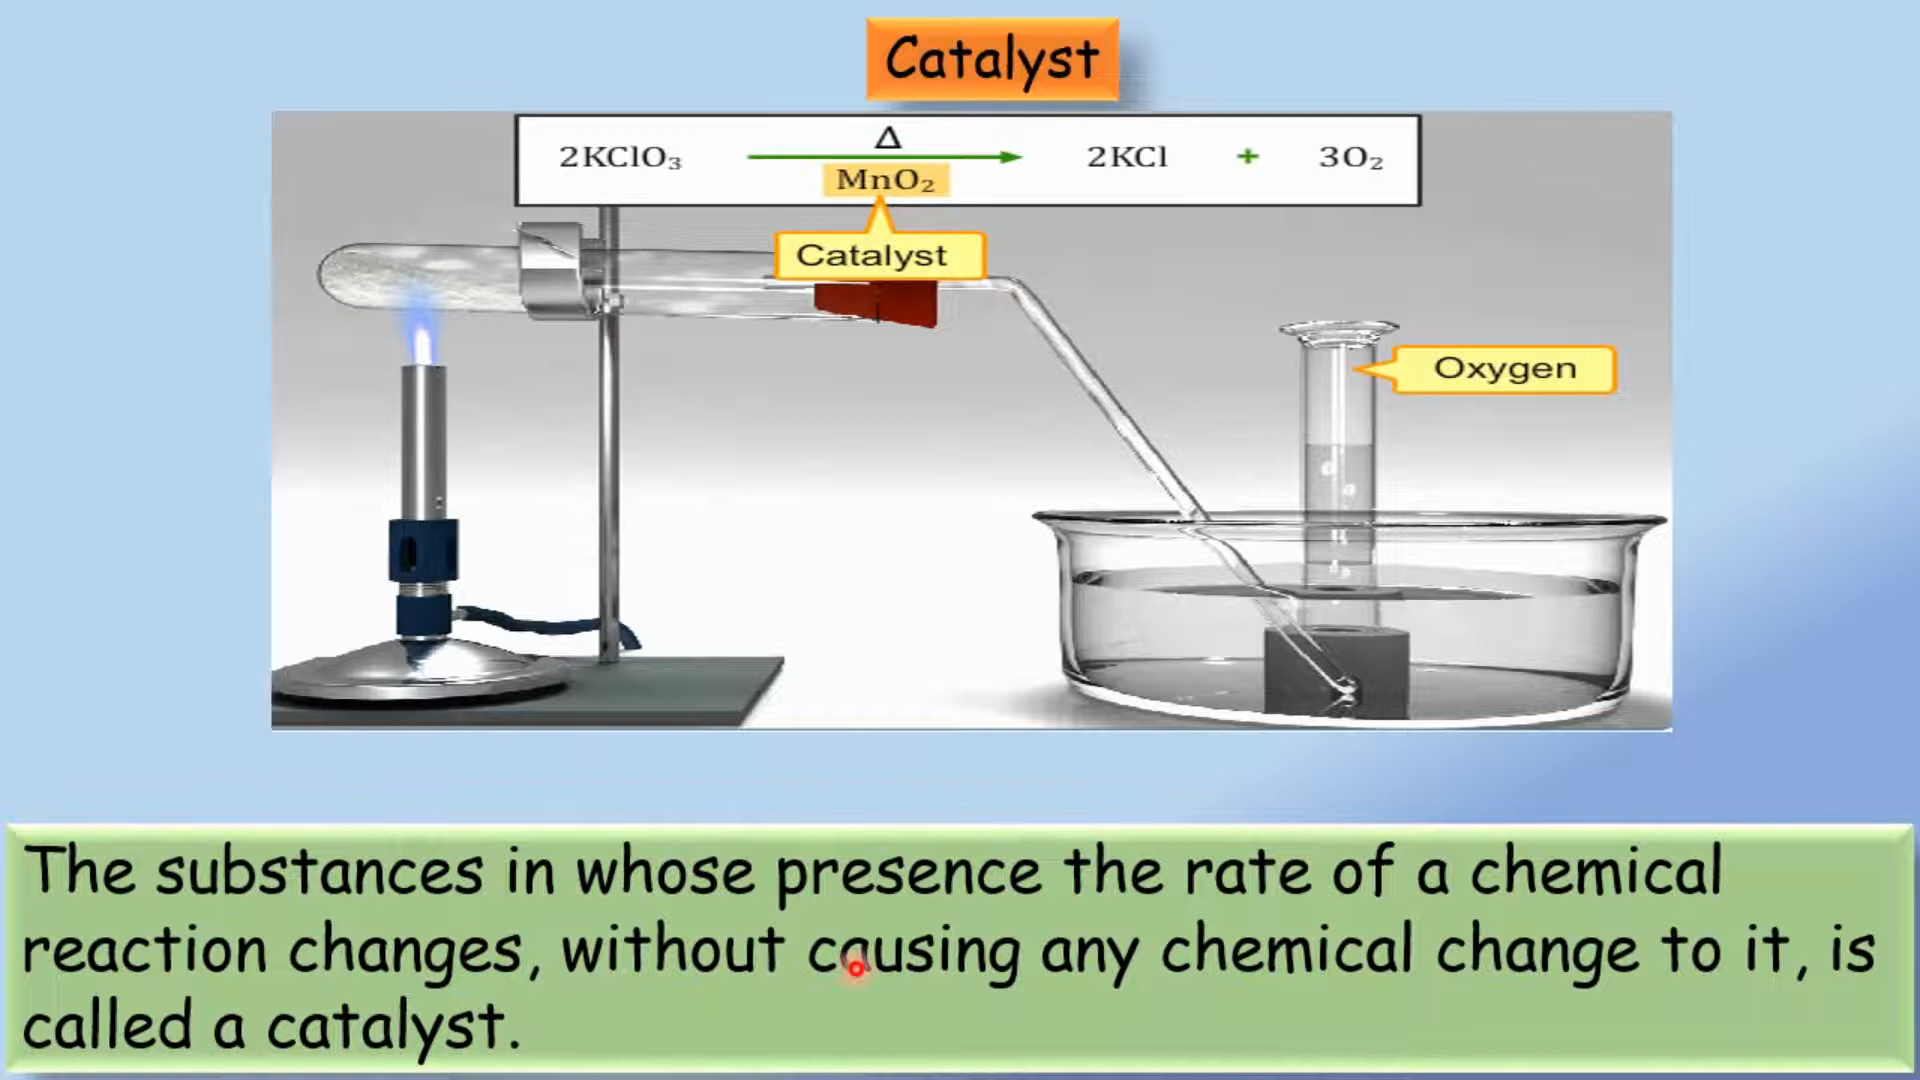 Catalyst
2KClO₃ Δ 2KCl + 3O₂
MnO₂
Catalyst
Oxygen
The substances in whose presence the rate of a chemical
reaction changes, without causing any chemical change to it, is
called a catalyst.